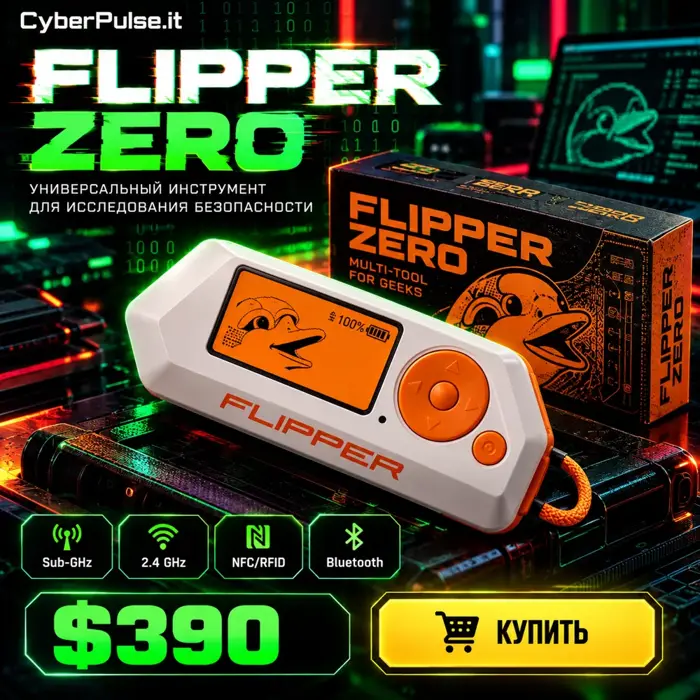 CyberPulse.it
FLIPPER
ZERO
УНИВЕРСАЛЬНЫЙ ИНСТРУМЕНТ
ДЛЯ ИССЛЕДОВАНИЯ БЕЗОПАСНОСТИ
FLIPPER
ZERO
MULTI-TOOL
FOR GEEKS
FLIPPER
ZERO
100%
FLIPPER
Sub-GHz
2.4 GHz
NFC/RFID
Bluetooth
$390
КУПИТЬ